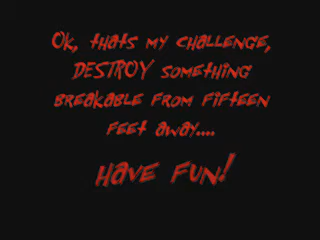 Ok, thats my challenge,
DESTROY something
breakable from fifteen
feet away....
Have fun!